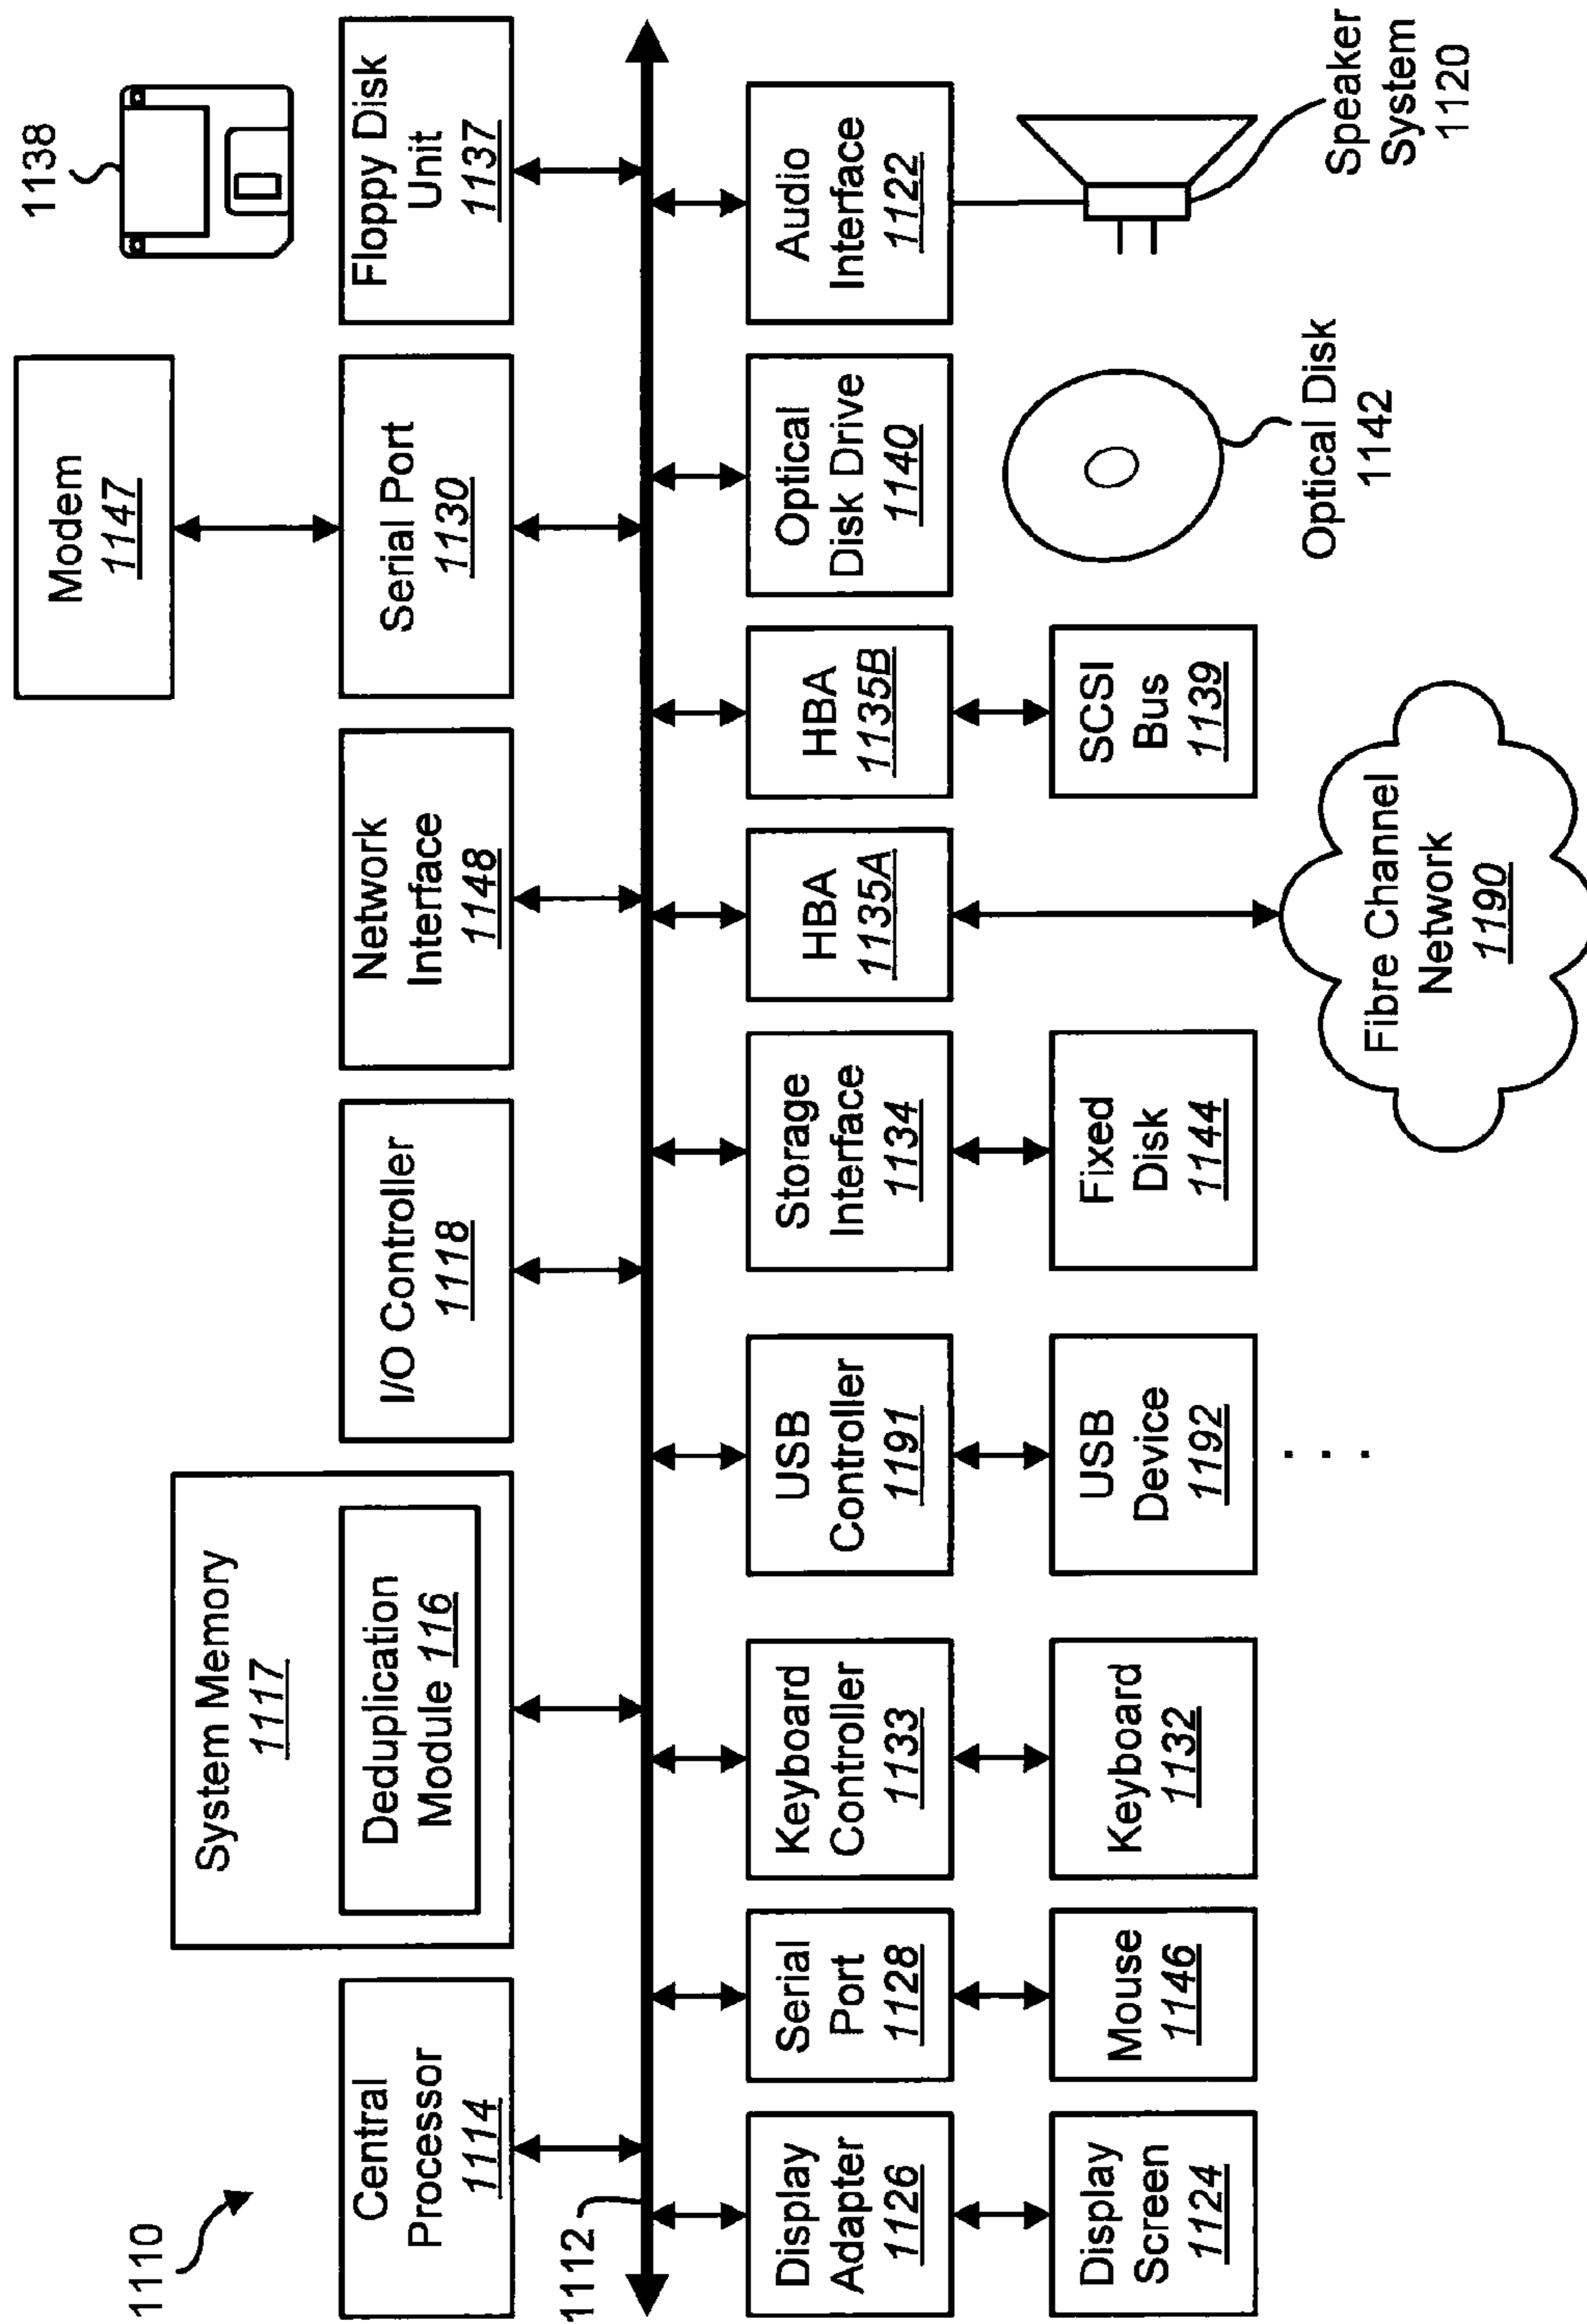 1110
Central
Processor
1114
System Memory
1117
Deduplication
Module 116
I/O Controller
1118
Network
Interface
1148
Modem
1147
Serial Port
1130
1138
Floppy Disk
Unit
1137
1112
Display
Adapter
1126
Serial
Port
1128
Keyboard
Controller
1133
USB
Controller
1191
Storage
Interface
1134
HBA
1135A
HBA
1135B
Optical
Disk Drive
1140
Audio
Interface
1122
Display
Screen
1124
Mouse
1146
Keyboard
1132
USB
Device
1192
. . .
Fixed
Disk
1144
Fibre Channel
Network
1190
SCSI
Bus
1139
Optical Disk
1142
Speaker
System
1120